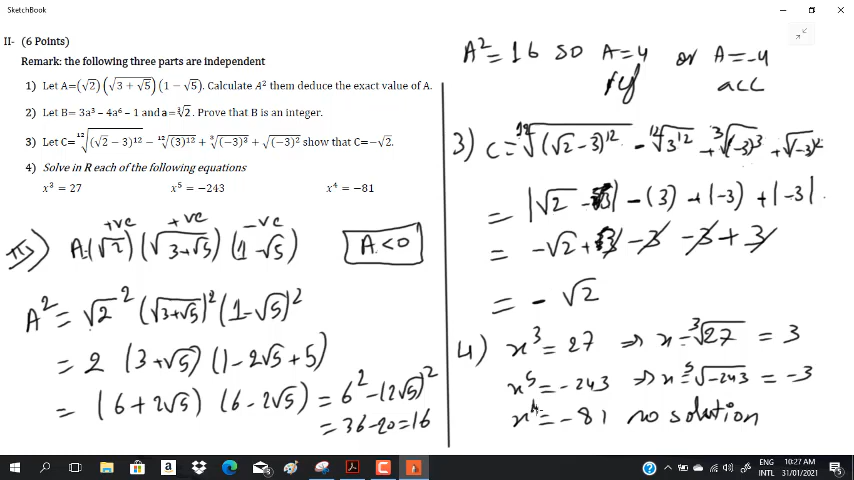 SketchBook
II- (6 Points)
Remark: the following three parts are independent
1) Let A=(√2) (√(3 + √5)) (1 − √5). Calculate A² them deduce the exact value of A.
2) Let B= 3a³ − 4a⁶ − 1 and a = ∛2. Prove that B is an integer.
3) Let C= ¹²√((√2 − 3)¹²) − ¹²√((3)¹²) + ³√((−3)³) + √((−3)²) show that C=−√2.
4) Solve in R each of the following equations
x³ = 27 x⁵ = −243 x⁴ = −81
+ve +ve −ve
II) A=(√2) (√(3+√5)) (1−√5) A<0
A² = √2² (√(3+√5))² (1−√5)²
= 2 (3+√5) (1−2√5+5)
= (6+2√5) (6−2√5) = 6² − (2√5)²
= 36−20=16
A² = 16 so A=4 or A=−4
rej acc
3) C = ¹²√((√2−3)¹²) − ¹²√(3¹²) + ³√((−3)³) + √((−3)²)
= |√2 − 3| − (3) + (−3) + |−3|
= −√2 + 3 − 3 − 3 + 3
= − √2
4) x³ = 27 ⇒ x = ³√27 = 3
x⁵ = −243 ⇒ x = ⁵√−243 = −3
x⁴ = −81 no solution
ENG
INTL
10:27 AM
31/01/2021